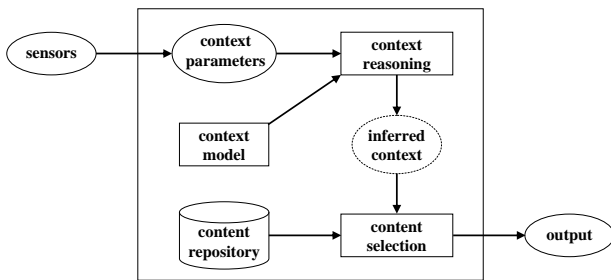 sensors
context
parameters
context
reasoning
context
model
inferred
context
content
repository
content
selection
output